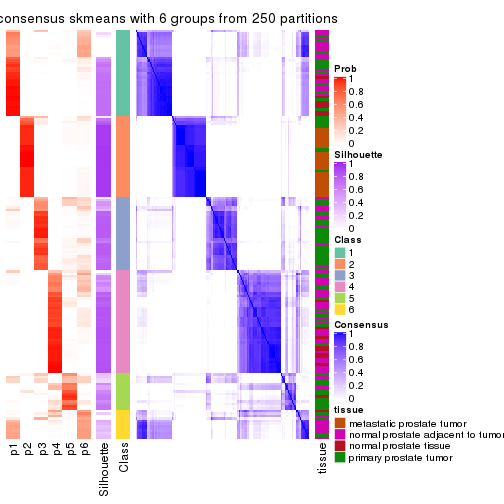 consensus skmeans with 6 groups from 250 partitions
Prob
1
0.8
0.6
0.4
0.2
0
Silhouette
1
0.8
0.6
0.4
0.2
0
Class
1
2
3
4
5
6
Consensus
1
0.8
0.6
0.4
0.2
0
tissue
metastatic prostate tumor
normal prostate adjacent to tumor
normal prostate tissue
primary prostate tumor
p1
p2
p3
p4
p5
p6
Silhouette
Class
tissue